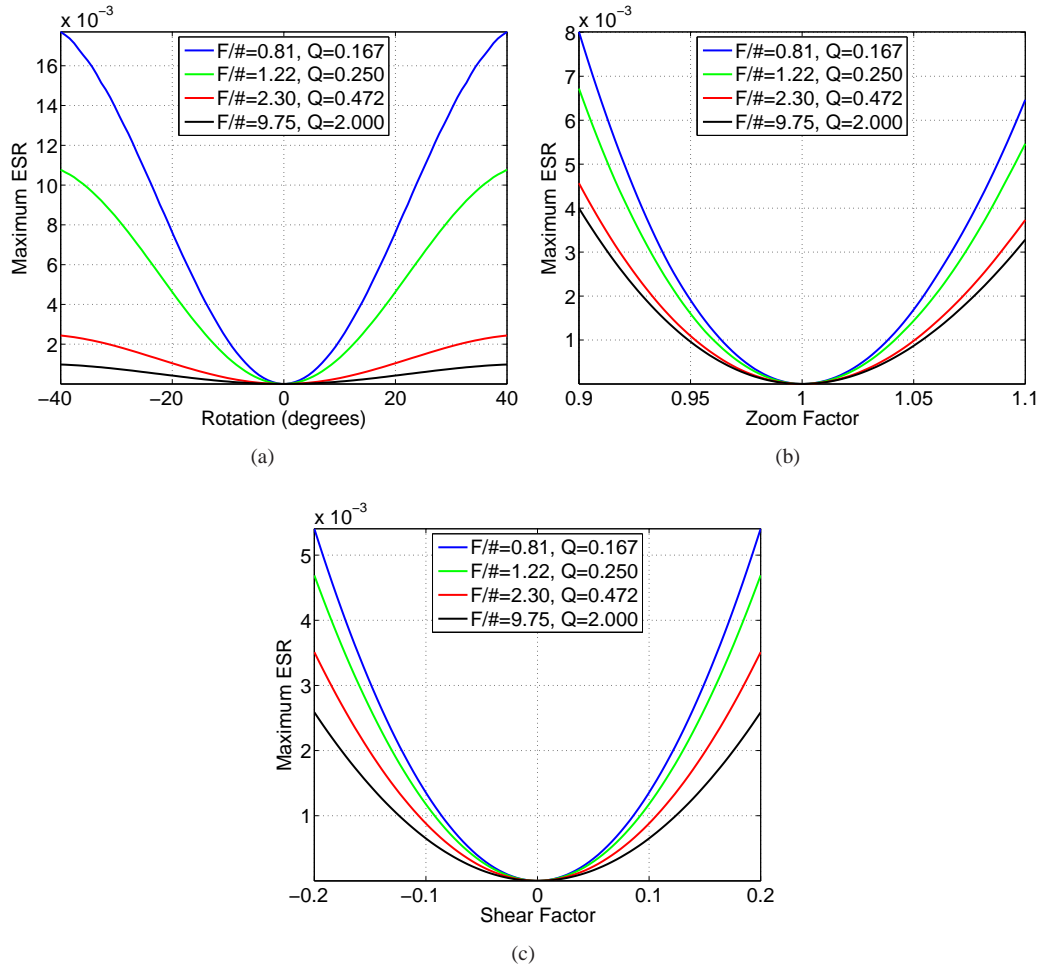 x 10⁻³
16
14
12
10
8
6
4
2
−40
−20
0
20
40
Maximum ESR
Rotation (degrees)
F/#=0.81, Q=0.167
F/#=1.22, Q=0.250
F/#=2.30, Q=0.472
F/#=9.75, Q=2.000
(a)
x 10⁻³
8
7
6
5
4
3
2
1
0
0.9
0.95
1
1.05
1.1
Maximum ESR
Zoom Factor
F/#=0.81, Q=0.167
F/#=1.22, Q=0.250
F/#=2.30, Q=0.472
F/#=9.75, Q=2.000
(b)
x 10⁻³
5
4
3
2
1
−0.2
−0.1
0
0.1
0.2
Maximum ESR
Shear Factor
F/#=0.81, Q=0.167
F/#=1.22, Q=0.250
F/#=2.30, Q=0.472
F/#=9.75, Q=2.000
(c)